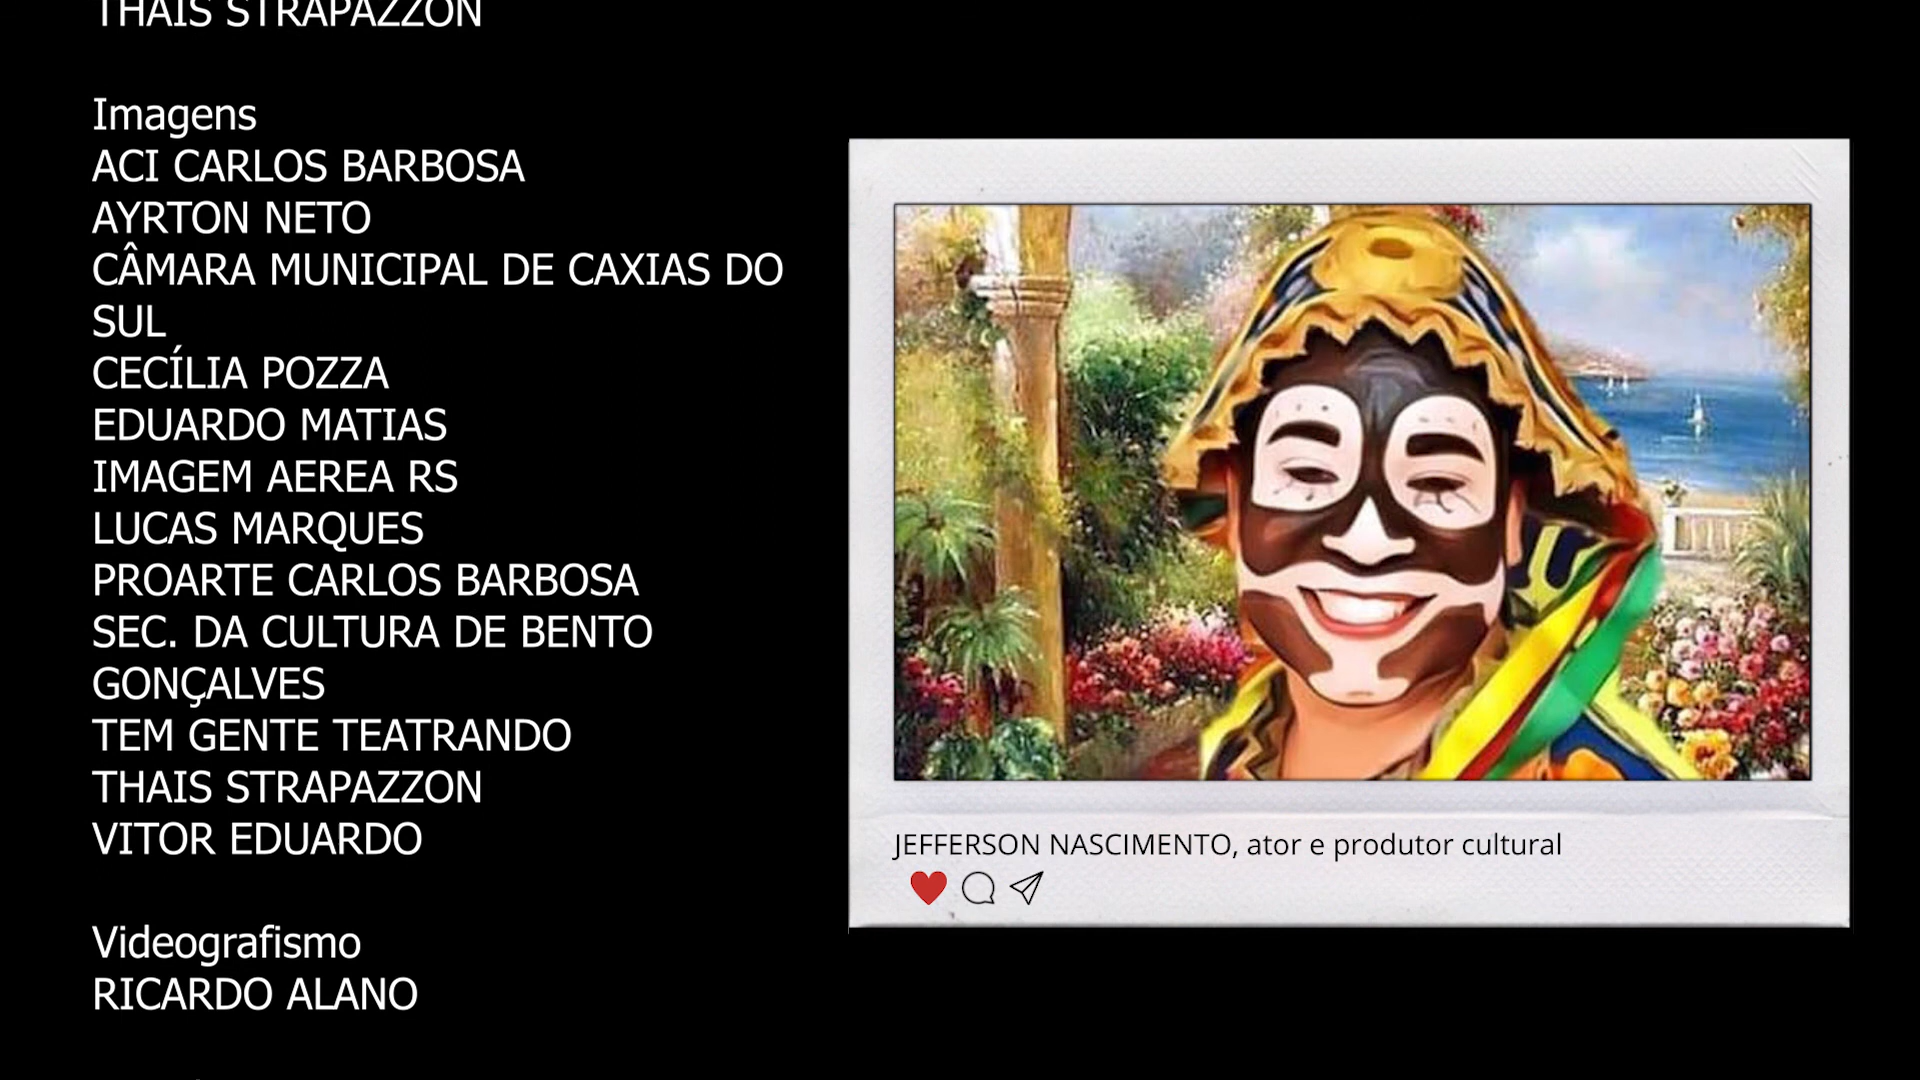 THAIS STRAPAZZON
Imagens
ACI CARLOS BARBOSA
AYRTON NETO
CÂMARA MUNICIPAL DE CAXIAS DO
SUL
CECÍLIA POZZA
EDUARDO MATIAS
IMAGEM AEREA RS
LUCAS MARQUES
PROARTE CARLOS BARBOSA
SEC. DA CULTURA DE BENTO
GONÇALVES
TEM GENTE TEATRANDO
THAIS STRAPAZZON
VITOR EDUARDO
Videografismo
RICARDO ALANO
JEFFERSON NASCIMENTO, ator e produtor cultural